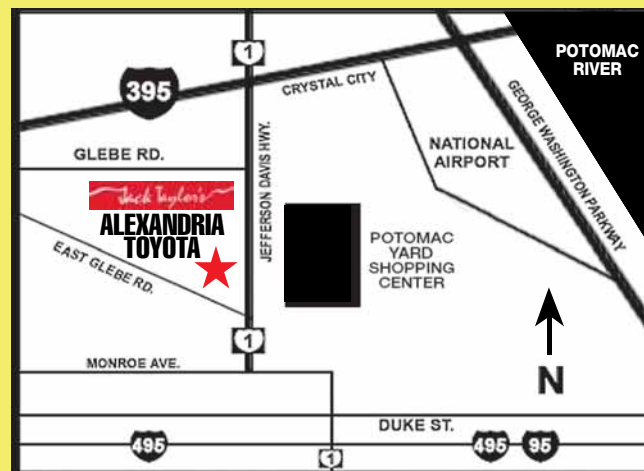 1
POTOMAC
RIVER
395
CRYSTAL CITY
GEORGE WASHINGTON PARKWAY
GLEBE RD.
JEFFERSON DAVIS HWY.
NATIONAL
AIRPORT
Jack Taylor's
ALEXANDRIA
TOYOTA
EAST GLEBE RD.
POTOMAC
YARD
SHOPPING
CENTER
1
MONROE AVE.
N
DUKE ST.
495
1
495
95